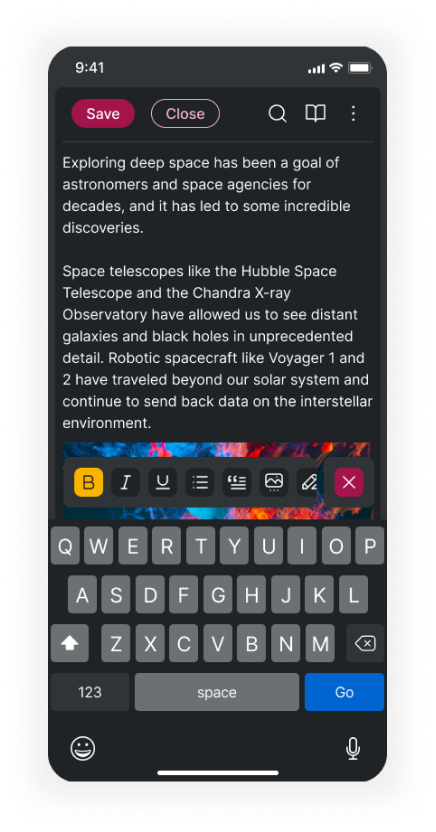 9:41
Save Close
Exploring deep space has been a goal of
astronomers and space agencies for
decades, and it has led to some incredible
discoveries.
Space telescopes like the Hubble Space
Telescope and the Chandra X-ray
Observatory have allowed us to see distant
galaxies and black holes in unprecedented
detail. Robotic spacecraft like Voyager 1 and
2 have traveled beyond our solar system and
continue to send back data on the interstellar
environment.
B I U
Q W E R T Y U I O P
A S D F G H J K L
Z X C V B N M
123 space Go